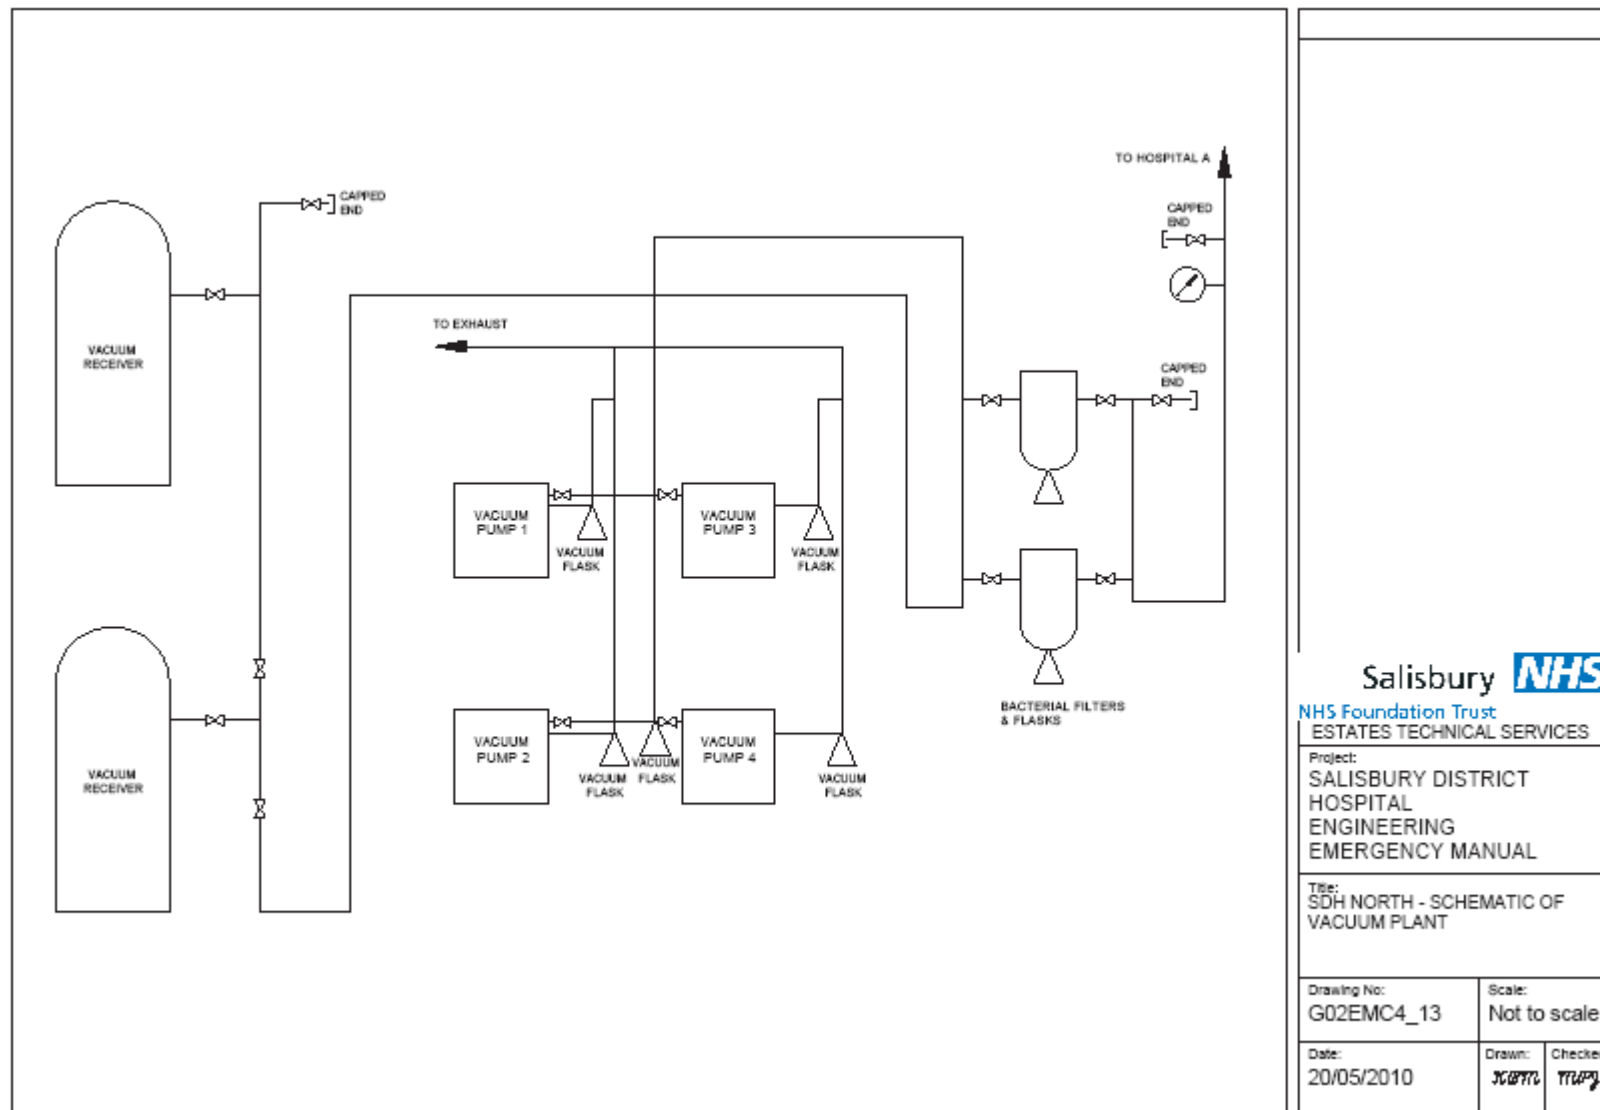 TO HOSPITAL A
CAPPED
END
CAPPED
END
TO EXHAUST
VACUUM
RECEIVER
CAPPED
END
VACUUM
PUMP 1
VACUUM
FLASK
VACUUM
PUMP 3
VACUUM
FLASK
VACUUM
RECEIVER
VACUUM
PUMP 2
VACUUM
FLASK
VACUUM
FLASK
VACUUM
PUMP 4
VACUUM
FLASK
BACTERIAL FILTERS
& FLASKS
Salisbury NHS
NHS Foundation Trust
ESTATES TECHNICAL SERVICES
Project:
SALISBURY DISTRICT
HOSPITAL
ENGINEERING
EMERGENCY MANUAL
Title:
SDH NORTH - SCHEMATIC OF
VACUUM PLANT
Drawing No:
G02EMC4_13
Scale:
Not to scale
Date:
20/05/2010
Drawn:
Checke